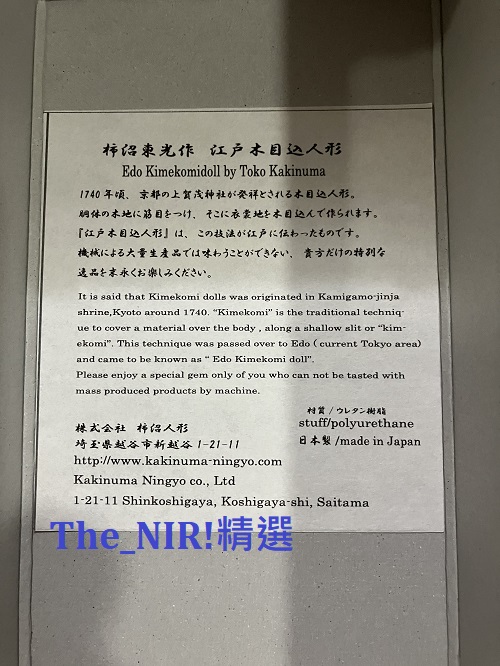 柿沼東光作 江戸木目込人形
Edo Kimekomidoll by Toko Kakinuma
1740年頃、京都の上賀茂神社が発祥とされる木目込人形。
胴体の木地に筋目をつけ、そこに衣裳地を木目込んで作られます。
『江戸木目込人形』は、この技法が江戸に伝わったものです。
機械による大量生産品では味わうことができない、貴方だけの特別な
逸品を末永くお楽しみください。
It is said that Kimekomi dolls was originated in Kamigamo-jinja
shrine,Kyoto around 1740. “Kimekomi” is the traditional techniq-
ue to cover a material over the body , along a shallow slit or “kim-
ekomi”. This technique was passed over to Edo ( current Tokyo area)
and came to be known as “ Edo Kimekomi doll”.
Please enjoy a special gem only of you who can not be tasted with
mass produced products by machine.
材質 / ウレタン樹脂
stuff/polyurethane
日本製 /made in Japan
株式会社 柿沼人形
埼玉県越谷市新越谷 1-21-11
http://www.kakinuma-ningyo.com
Kakinuma Ningyo co., Ltd
1-21-11 Shinkoshigaya, Koshigaya-shi, Saitama
The_NIR!精選